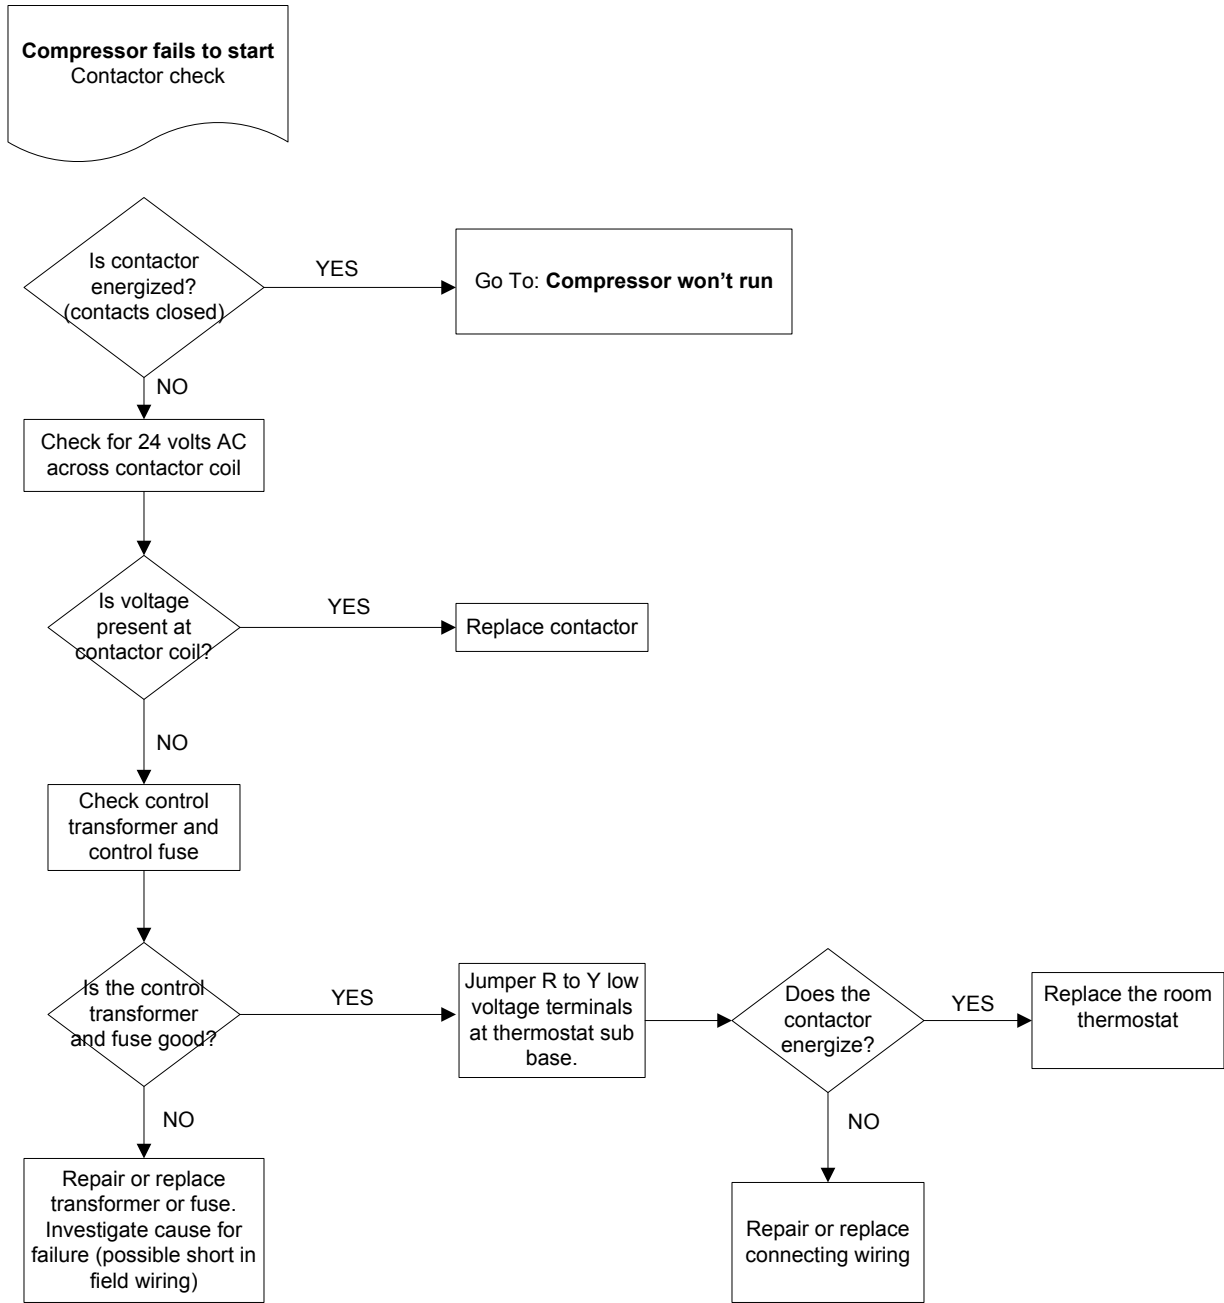 Compressor fails to start
Contactor check
Is contactor
energized?
(contacts closed)
YES
Go To: Compressor won’t run
NO
Check for 24 volts AC
across contactor coil
Is voltage
present at
contactor coil?
YES
Replace contactor
NO
Check control
transformer and
control fuse
Is the control
transformer
and fuse good?
YES
Jumper R to Y low
voltage terminals
at thermostat sub
base.
Does the
contactor
energize?
YES
Replace the room
thermostat
NO
Repair or replace
transformer or fuse.
Investigate cause for
failure (possible short in
field wiring)
NO
Repair or replace
connecting wiring